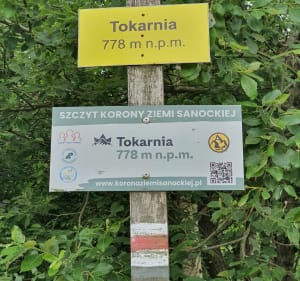 Tokarnia
778 m n.p.m.
SZCZYT KORONY ZIEMI SANOCKIEJ
Tokarnia
778 m n.p.m.
www.koronaziemisanockiej.pl